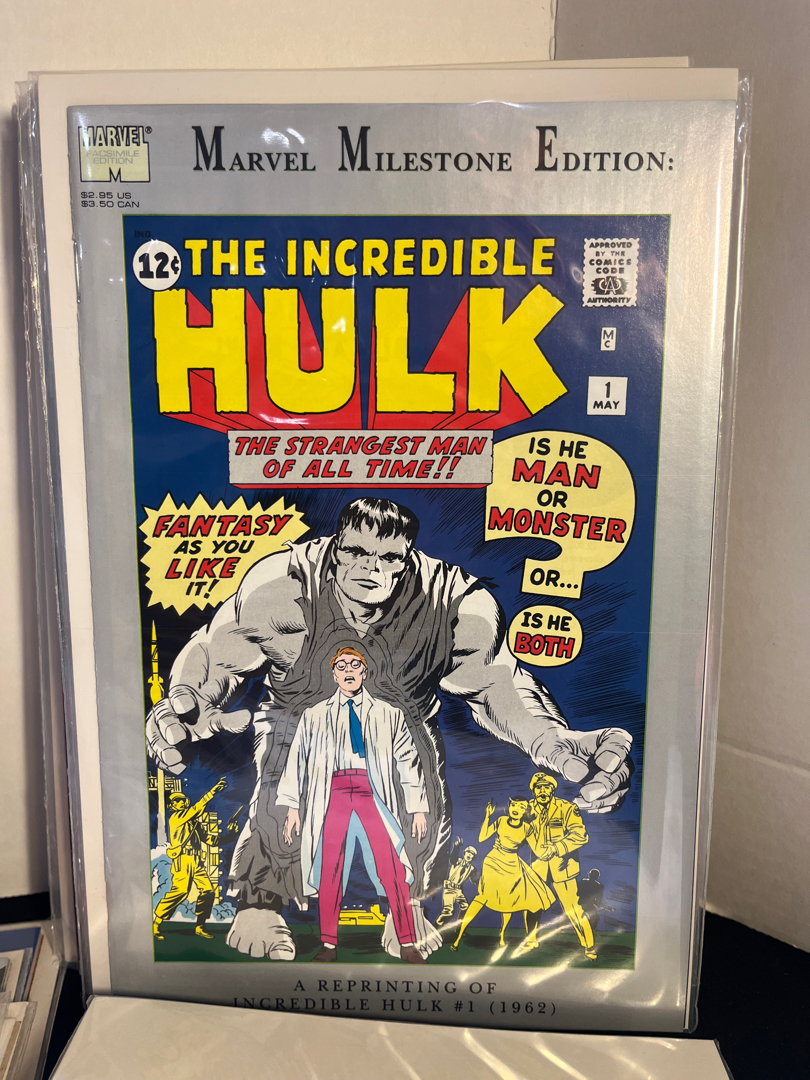 MARVEL®
FACSIMILE
EDITION
M
$2.95 US
$3.50 CAN
MARVEL MILESTONE EDITION:
IND.
12¢
THE INCREDIBLE
HULK
APPROVED
BY THE
COMICS
CODE
CA
AUTHORITY
MC
1
MAY
THE STRANGEST MAN
OF ALL TIME!!
IS HE
MAN
OR
MONSTER
OR...
IS HE
BOTH
FANTASY
AS YOU
LIKE
IT!
A REPRINTING OF
INCREDIBLE HULK #1 (1962)